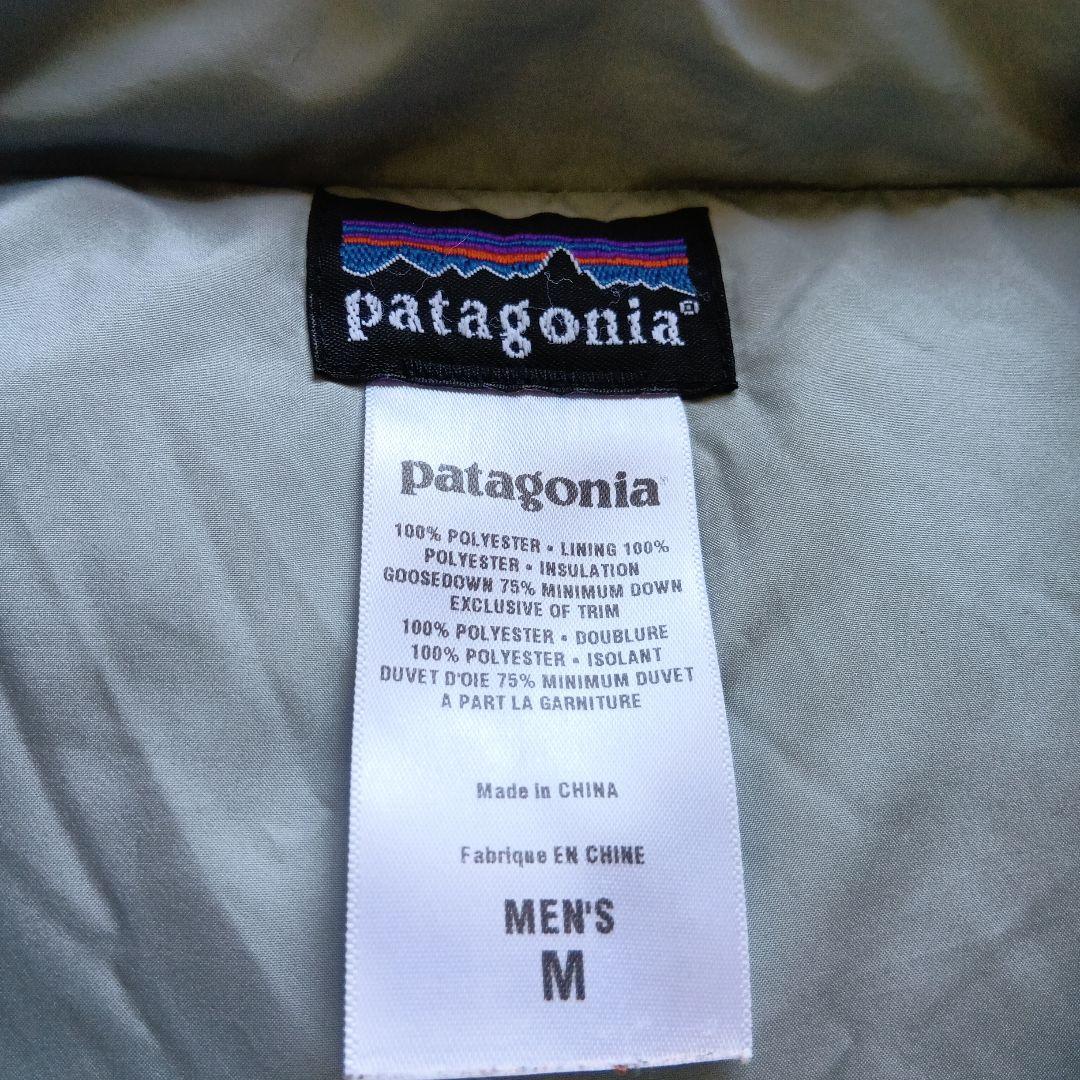 patagonia®
patagonia
100% POLYESTER • LINING 100%
POLYESTER • INSULATION
GOOSEDOWN 75% MINIMUM DOWN
EXCLUSIVE OF TRIM
100% POLYESTER • DOUBLURE
100% POLYESTER • ISOLANT
DUVET D'OIE 75% MINIMUM DUVET
A PART LA GARNITURE
Made in CHINA
Fabrique EN CHINE
MEN'S
M